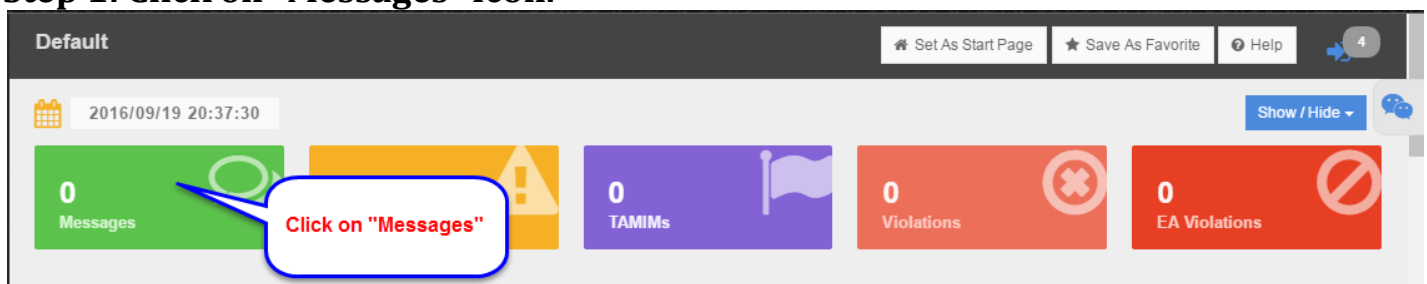 Step 1: Click on "Messages" icon.
Default
Set As Start Page
Save As Favorite
Help
4
2016/09/19 20:37:30
Show / Hide
0
Messages
Click on "Messages"
0
TAMIMs
0
Violations
0
EA Violations